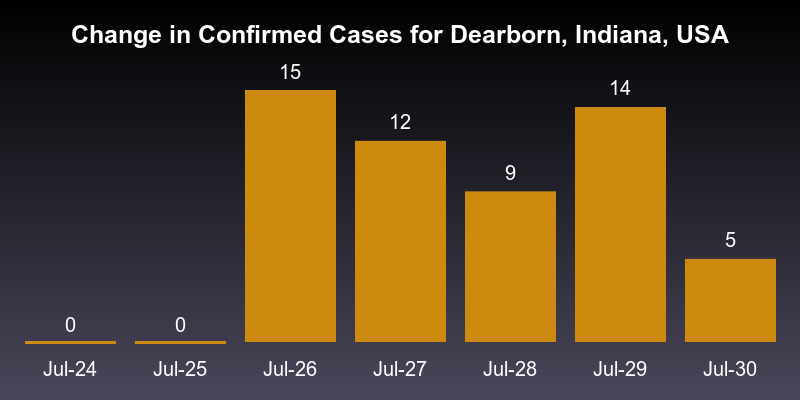 Change in Confirmed Cases for Dearborn, Indiana, USA
0 0 15 12 9 14 5
Jul-24 Jul-25 Jul-26 Jul-27 Jul-28 Jul-29 Jul-30